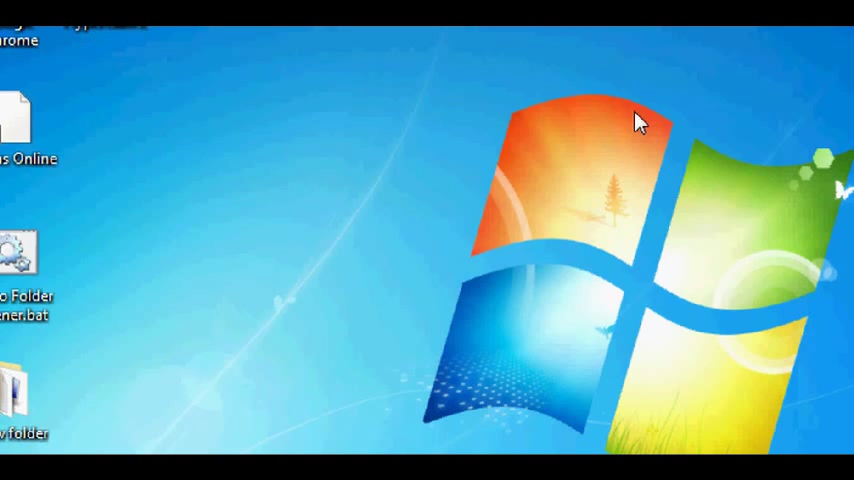 rome
s Online
o Folder
ener.bat
v folder